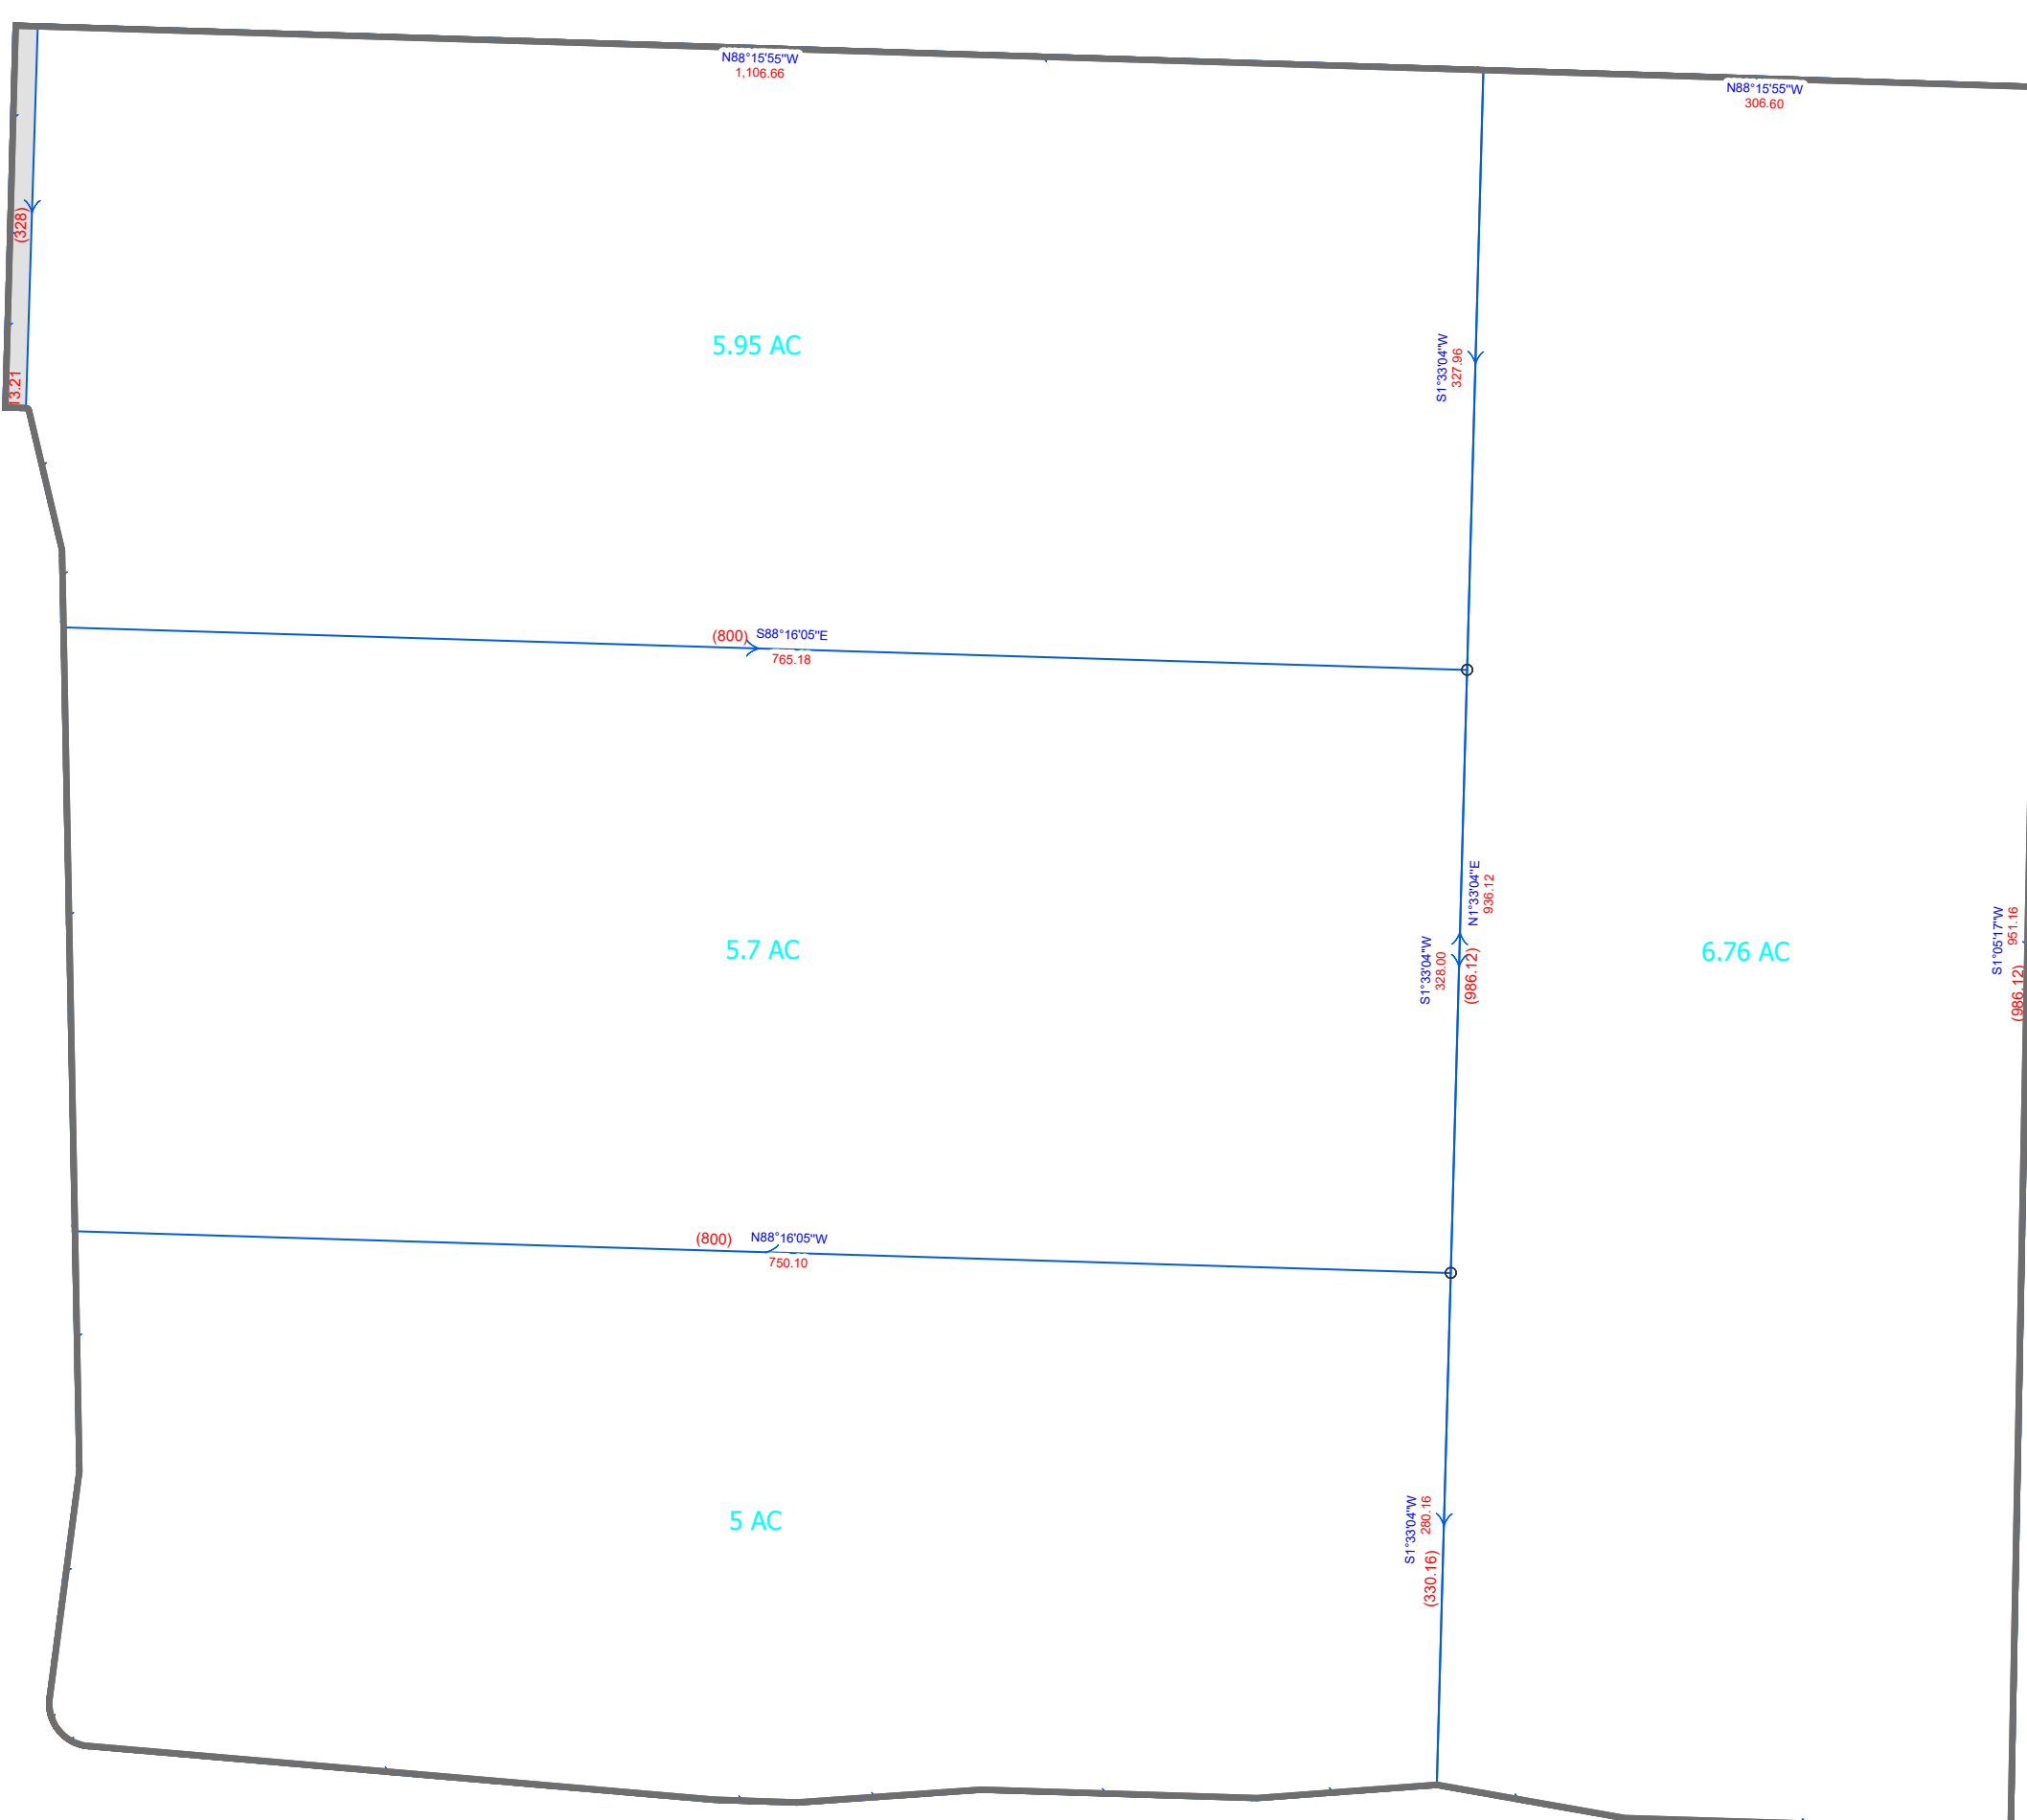 N88°15'55"W
1,106.66
N88°15'55"W
306.60
(328)
13.21
5.95 AC
S1°33'04"W
327.96
(800)
S88°16'05"E
765.18
N1°33'04"E
936.12
(986.12)
S1°33'04"W
328.00
5.7 AC
6.76 AC
S1°05'17"W
951.16
(986.12)
(800)
N88°16'05"W
750.10
5 AC
S1°33'04"W
280.16
(330.16)